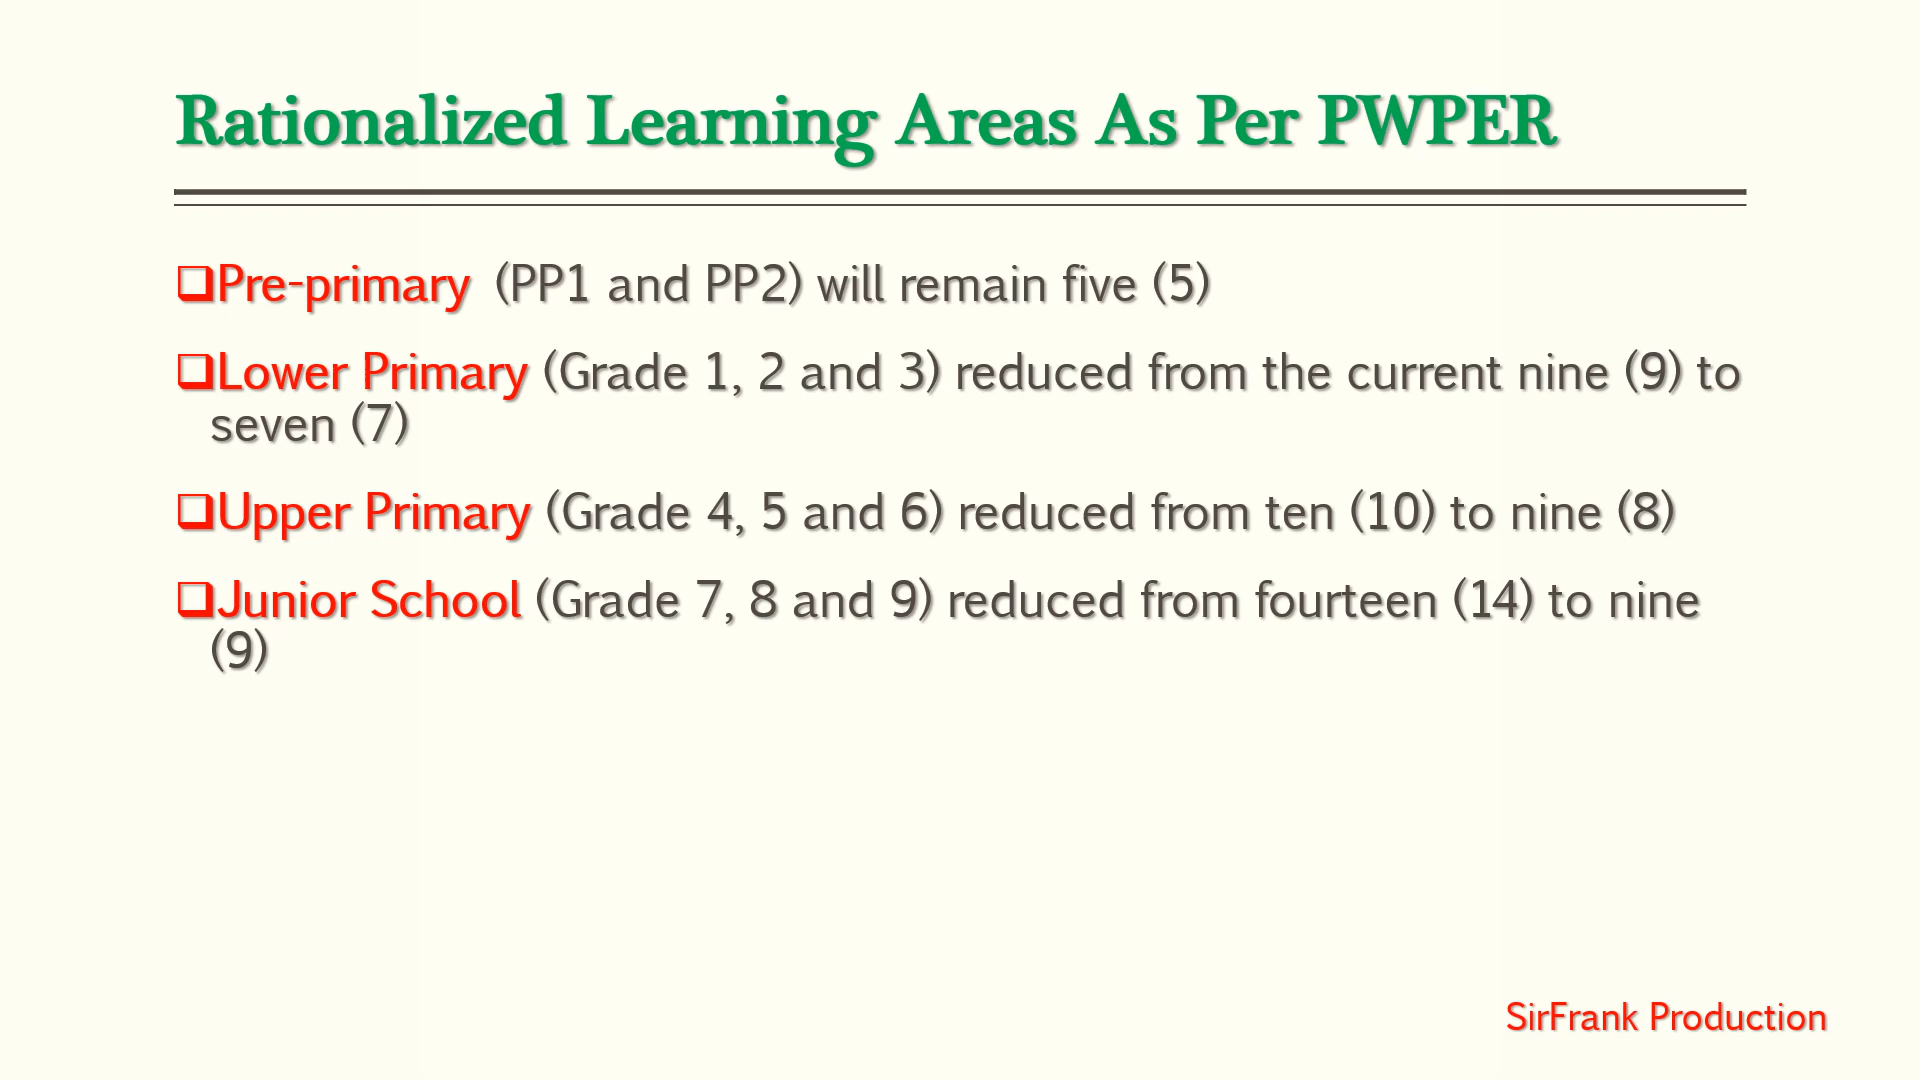 Rationalized Learning Areas As Per PWPER
❑Pre-primary (PP1 and PP2) will remain five (5)
❑Lower Primary (Grade 1, 2 and 3) reduced from the current nine (9) to
seven (7)
❑Upper Primary (Grade 4, 5 and 6) reduced from ten (10) to nine (8)
❑Junior School (Grade 7, 8 and 9) reduced from fourteen (14) to nine
(9)
SirFrank Production